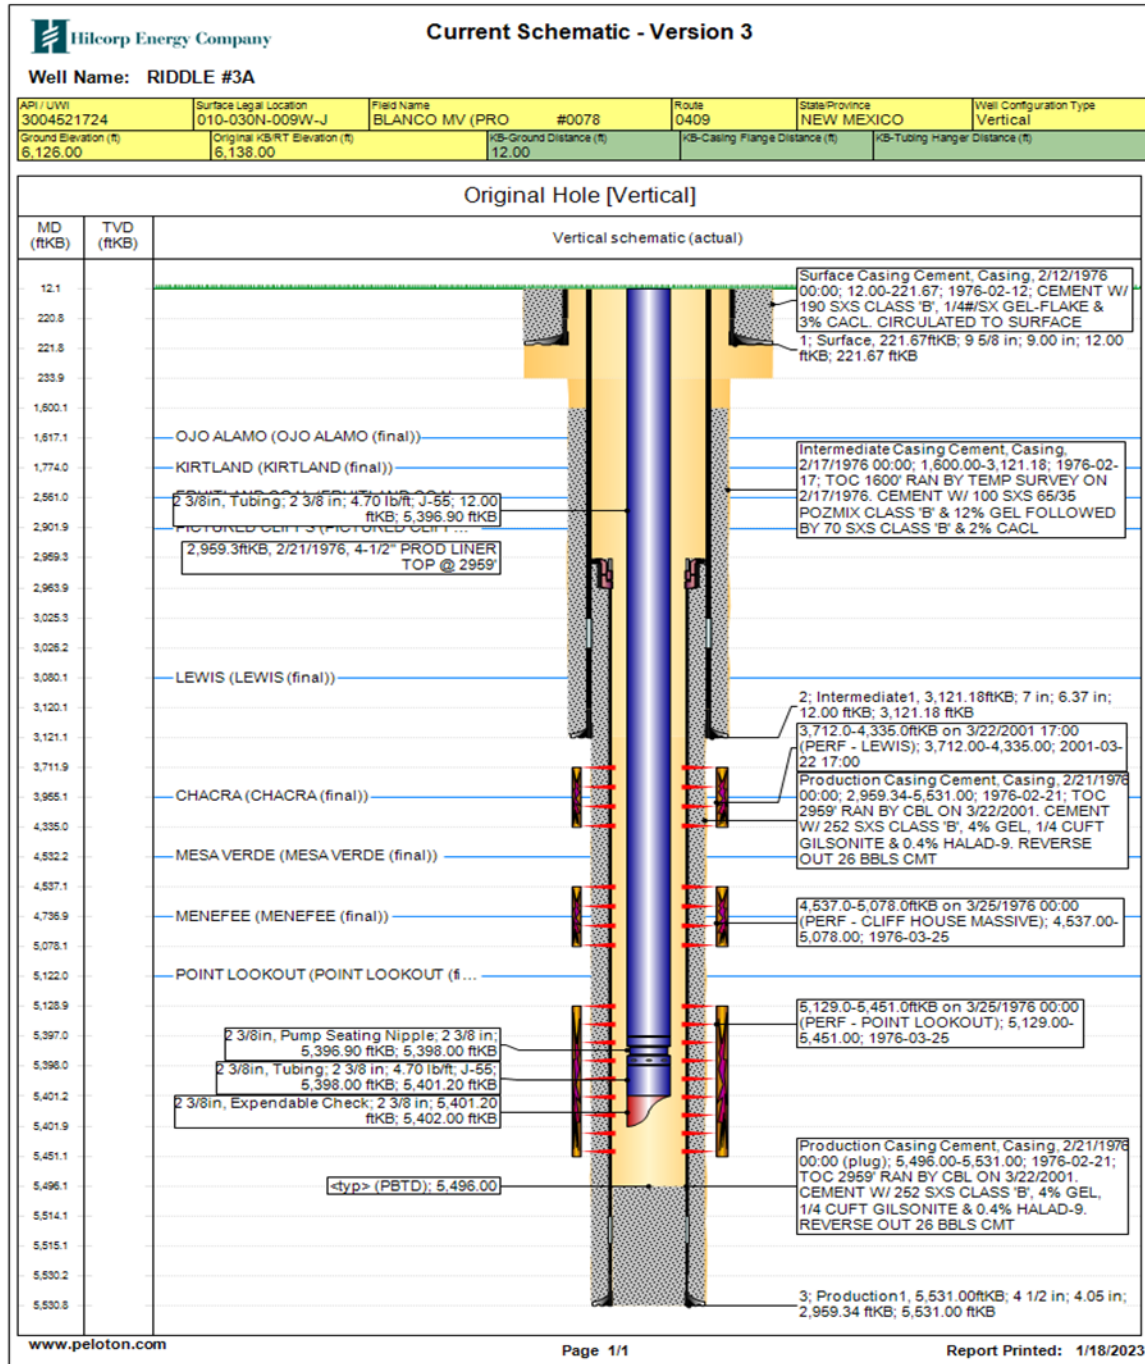 Hilcorp Energy Company
Current Schematic - Version 3
Well Name: RIDDLE #3A
API / UWI
3004521724
Surface Legal Location
010-030N-009W-J
Field Name
BLANCO MV (PRO #0078
Route
0409
State/Province
NEW MEXICO
Well Configuration Type
Vertical
Ground Elevation (ft)
6,126.00
Original KB/RT Elevation (ft)
6,138.00
KB-Ground Distance (ft)
12.00
KB-Casing Flange Distance (ft)
KB-Tubing Hanger Distance (ft)
Original Hole [Vertical]
MD
(ftKB)
TVD
(ftKB)
Vertical schematic (actual)
12.1
220.8
221.8
233.9
1,600.1
1,617.1
1,774.0
2,561.0
2,901.9
2,959.3
2,963.9
3,025.3
3,026.2
3,080.1
3,120.1
3,121.1
3,711.9
3,965.1
4,335.0
4,532.2
4,537.1
4,736.9
5,078.1
5,122.0
5,128.9
5,397.0
5,398.0
5,401.2
5,401.9
5,451.1
5,496.1
5,514.1
5,515.1
5,530.2
5,530.8
OJO ALAMO (OJO ALAMO (final))
KIRTLAND (KIRTLAND (final))
2 3/8in, Tubing; 2 3/8 in; 4.70 lb/ft; J-55; 12.00
ftKB; 5,396.90 ftKB
PICTURED CLIFFS (PICTURED CLIFF ...
2,959.3ftKB, 2/21/1976, 4-1/2" PROD LINER
TOP @ 2959'
LEWIS (LEWIS (final))
CHACRA (CHACRA (final))
MESA VERDE (MESA VERDE (final))
MENEFEE (MENEFEE (final))
POINT LOOKOUT (POINT LOOKOUT (fi ...
2 3/8in, Pump Seating Nipple; 2 3/8 in;
5,396.90 ftKB; 5,398.00 ftKB
2 3/8in, Tubing; 2 3/8 in; 4.70 lb/ft; J-55;
5,398.00 ftKB; 5,401.20 ftKB
2 3/8in, Expendable Check; 2 3/8 in; 5,401.20
ftKB; 5,402.00 ftKB
<typ> (PBTD); 5,496.00
Surface Casing Cement, Casing, 2/12/1976
00:00; 12.00-221.67; 1976-02-12; CEMENT W/
190 SXS CLASS 'B', 1/4#/SX GEL-FLAKE &
3% CACL. CIRCULATED TO SURFACE
1; Surface, 221.67ftKB; 9 5/8 in; 9.00 in; 12.00
ftKB; 221.67 ftKB
Intermediate Casing Cement, Casing,
2/17/1976 00:00; 1,600.00-3,121.18; 1976-02-
17; TOC 1600' RAN BY TEMP SURVEY ON
2/17/1976. CEMENT W/ 100 SXS 65/35
POZMIX CLASS 'B' & 12% GEL FOLLOWED
BY 70 SXS CLASS 'B' & 2% CACL
2; Intermediate1, 3,121.18ftKB; 7 in; 6.37 in;
12.00 ftKB; 3,121.18 ftKB
3,712.0-4,335.0ftKB on 3/22/2001 17:00
(PERF - LEWIS); 3,712.00-4,335.00; 2001-03-
22 17:00
Production Casing Cement, Casing, 2/21/1976
00:00; 2,959.34-5,531.00; 1976-02-21; TOC
2959' RAN BY CBL ON 3/22/2001. CEMENT
W/ 252 SXS CLASS 'B', 4% GEL, 1/4 CUFT
GILSONITE & 0.4% HALAD-9. REVERSE
OUT 26 BBLS CMT
4,537.0-5,078.0ftKB on 3/25/1976 00:00
(PERF - CLIFF HOUSE MASSIVE); 4,537.00-
5,078.00; 1976-03-25
5,129.0-5,451.0ftKB on 3/25/1976 00:00
(PERF - POINT LOOKOUT); 5,129.00-
5,451.00; 1976-03-25
Production Casing Cement, Casing, 2/21/1976
00:00 (plug); 5,496.00-5,531.00; 1976-02-21;
TOC 2959' RAN BY CBL ON 3/22/2001.
CEMENT W/ 252 SXS CLASS 'B', 4% GEL,
1/4 CUFT GILSONITE & 0.4% HALAD-9.
REVERSE OUT 26 BBLS CMT
3; Production1, 5,531.00ftKB; 4 1/2 in; 4.05 in;
2,959.34 ftKB; 5,531.00 ftKB
www.peloton.com
Page 1/1
Report Printed: 1/18/2023